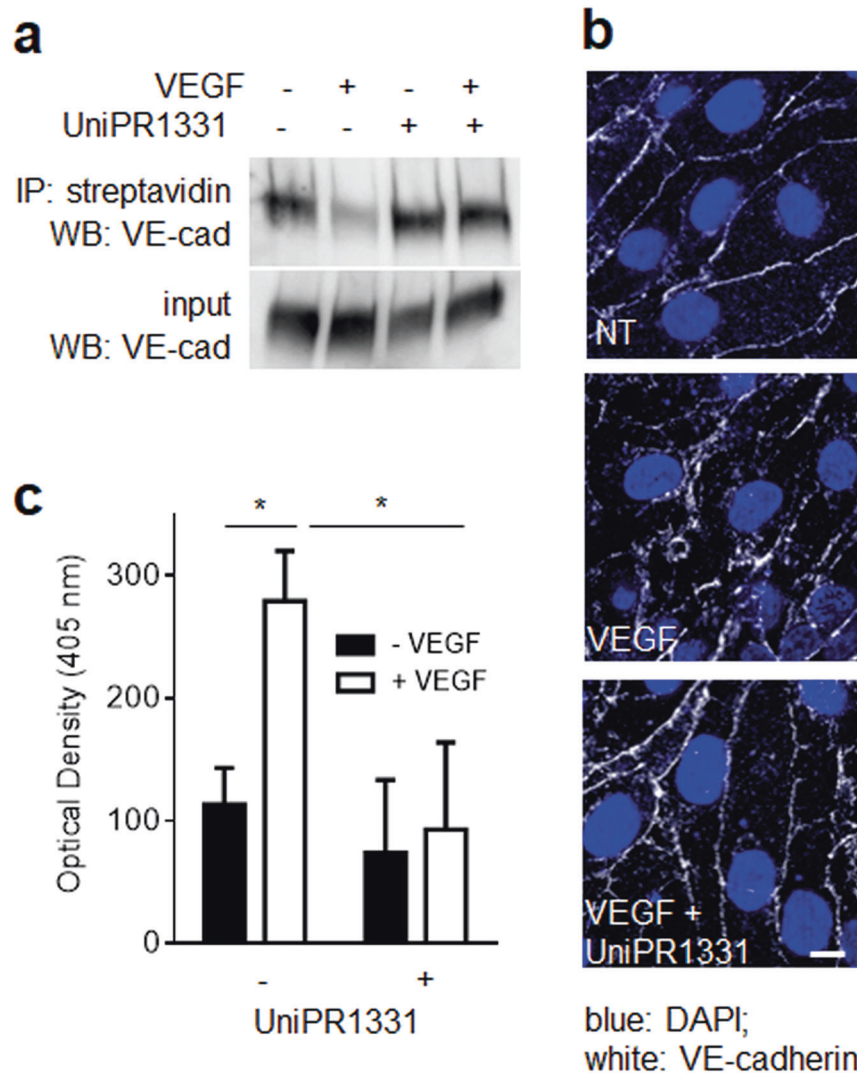 a
VEGF - + - +
UniPR1331 - - + +
IP: streptavidin
WB: VE-cad
input
WB: VE-cad
b
NT
VEGF
VEGF +
UniPR1331
blue: DAPI;
white: VE-cadherin
c
* *
Optical Density (405 nm)
300
200
100
0
- VEGF
+ VEGF
- +
UniPR1331